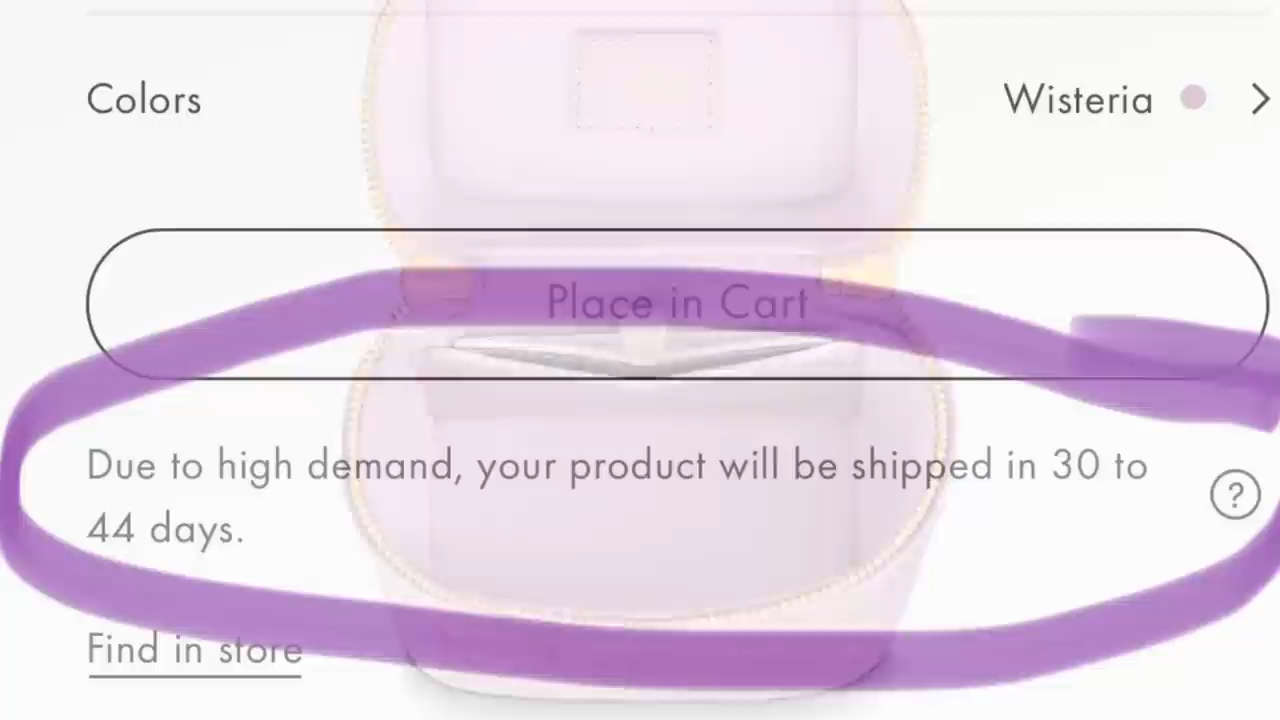 Colors
Wisteria
Place in Cart
Due to high demand, your product will be shipped in 30 to
44 days.
?
Find in store